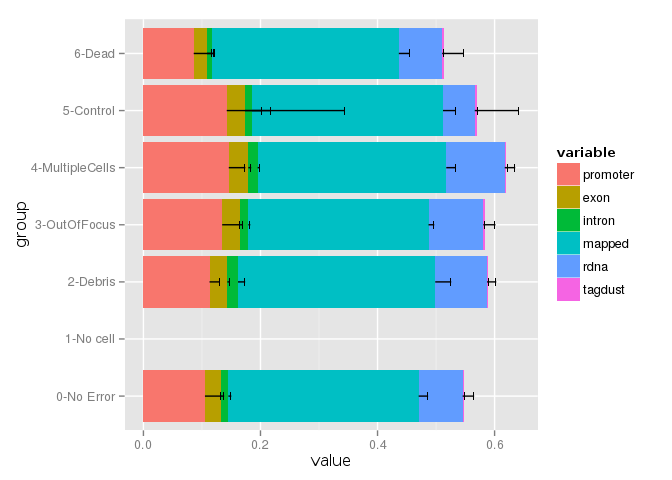 group
6-Dead
5-Control
4-MultipleCells
3-OutOfFocus
2-Debris
1-No cell
0-No Error
0.0 0.2 0.4 0.6
value
variable
promoter
exon
intron
mapped
rdna
tagdust